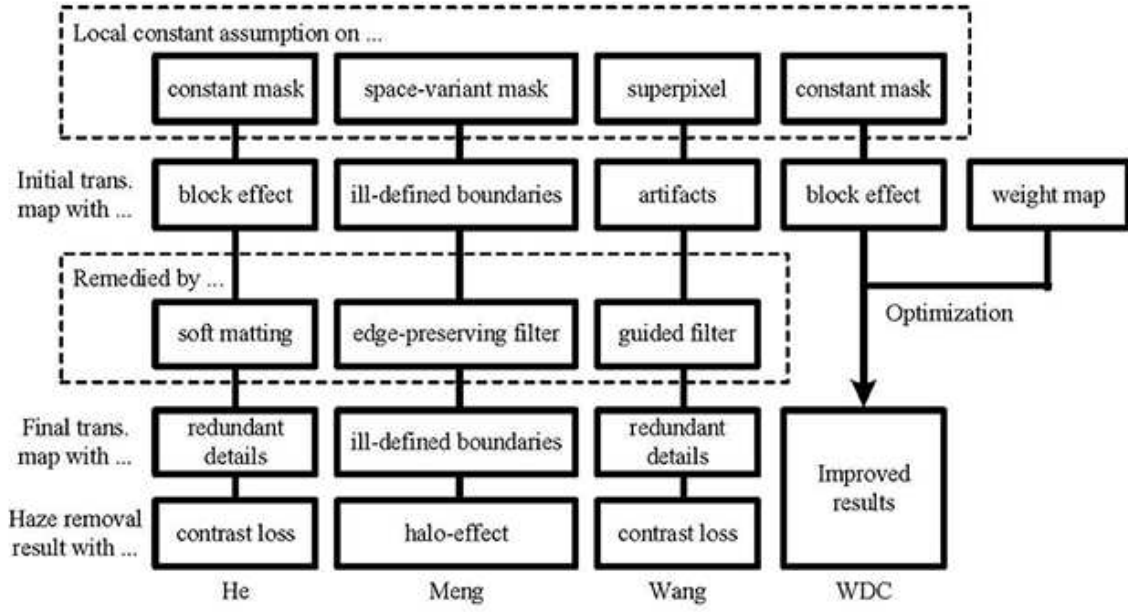 Local constant assumption on ...
constant mask
space-variant mask
superpixel
constant mask
Initial trans.
map with ...
block effect
ill-defined boundaries
artifacts
block effect
weight map
Remedied by ...
Optimization
soft matting
edge-preserving filter
guided filter
Final trans.
map with ...
redundant
details
ill-defined boundaries
redundant
details
Improved
results
Haze removal
result with ...
contrast loss
halo-effect
contrast loss
He
Meng
Wang
WDC